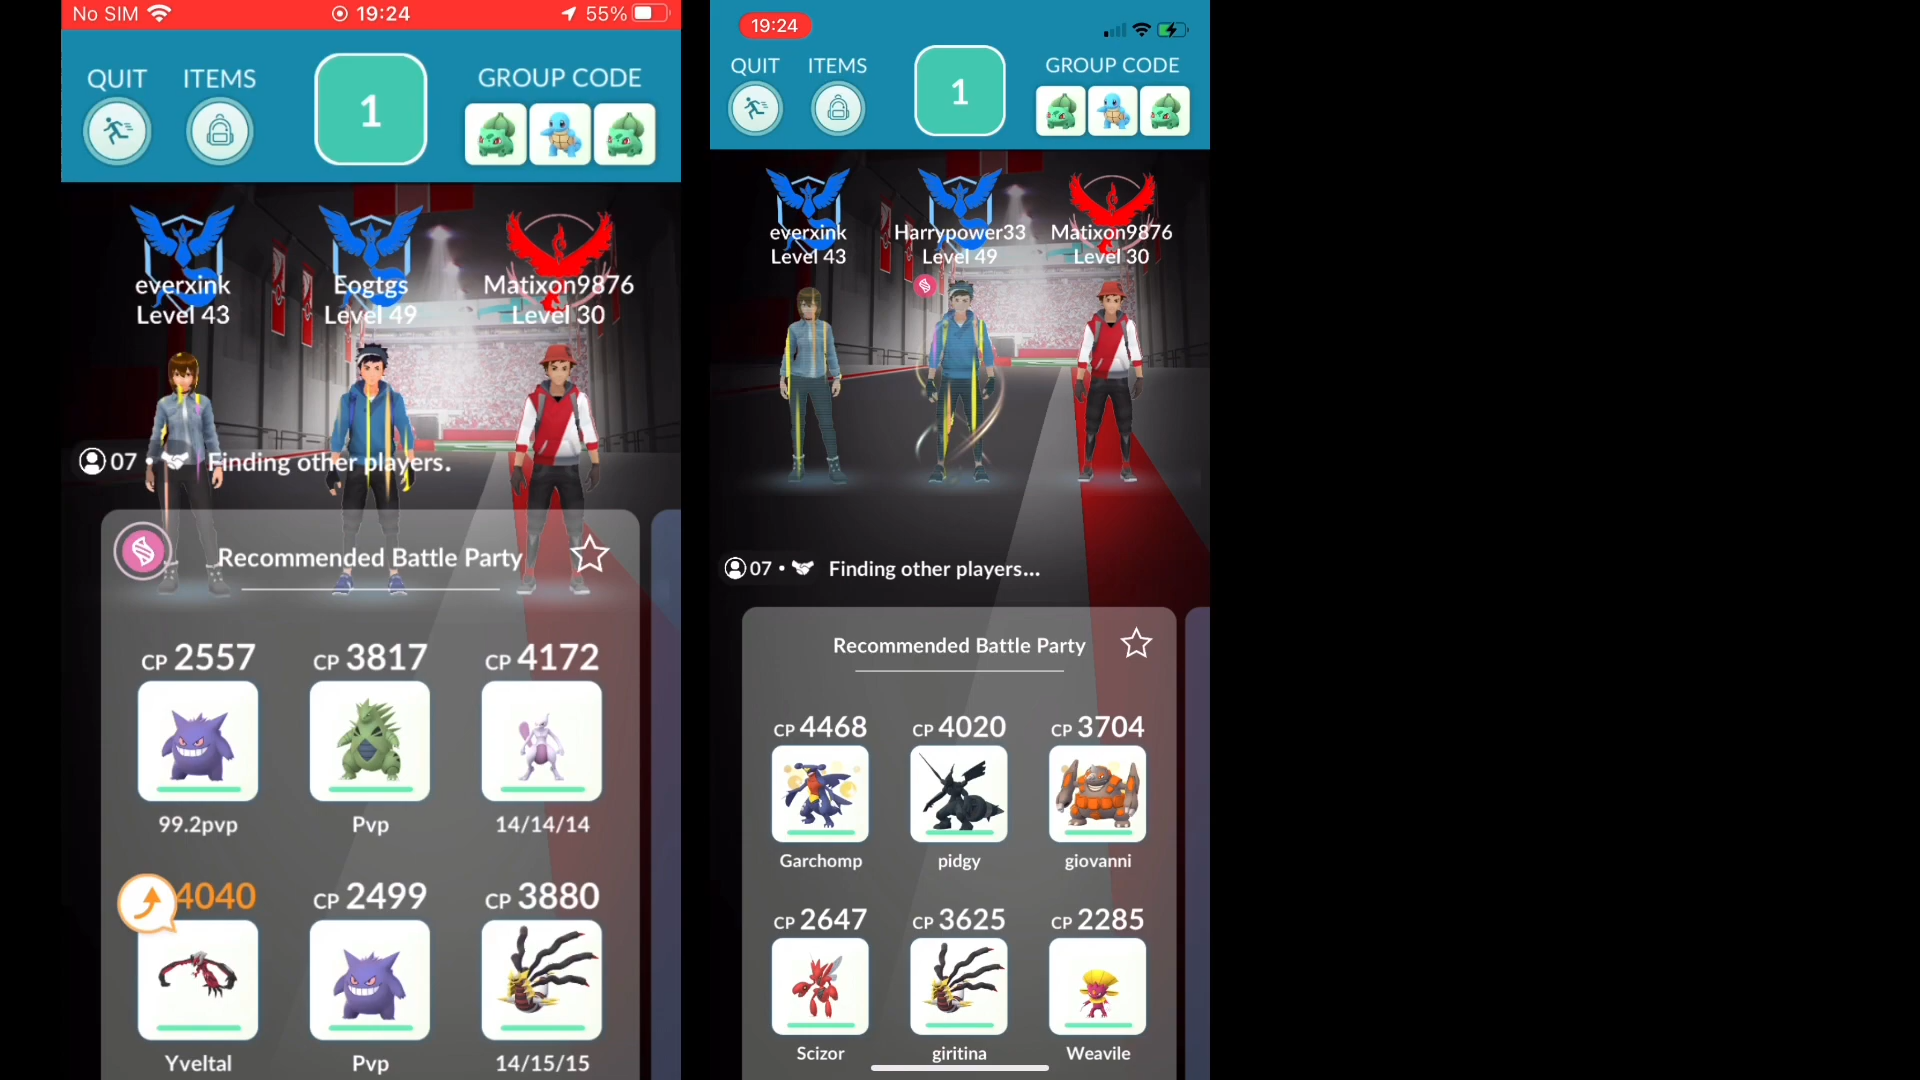 No SIM 19:24 55%
QUIT ITEMS 1 GROUP CODE
everxink Eogtgs Matixon9876
Level 43 Level 49 Level 30
07 • Finding other players.
Recommended Battle Party
CP 2557 CP 3817 CP 4172
99.2pvp Pvp 14/14/14
4040 CP 2499 CP 3880
Yveltal Pvp 14/15/15
19:24
QUIT ITEMS 1 GROUP CODE
everxink Harrypower33 Matixon9876
Level 43 Level 49 Level 30
07 • Finding other players...
Recommended Battle Party
CP 4468 CP 4020 CP 3704
Garchomp pidgy giovanni
CP 2647 CP 3625 CP 2285
Scizor giritina Weavile